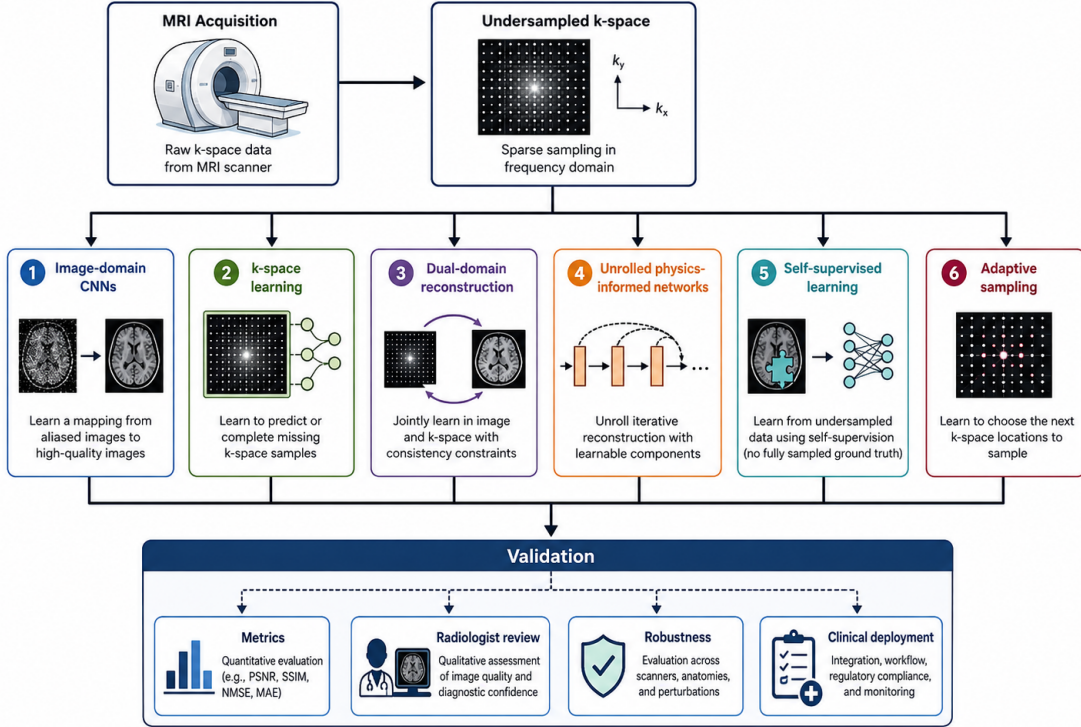 MRI Acquisition
Raw k-space data
from MRI scanner
Undersampled k-space
ky
kx
Sparse sampling in
frequency domain
1 Image-domain
CNNs
Learn a mapping from
aliased images to
high-quality images
2 k-space
learning
Learn to predict or
complete missing
k-space samples
3 Dual-domain
reconstruction
Jointly learn in image
and k-space with
consistency constraints
4 Unrolled physics-
informed networks
...
Unroll iterative
reconstruction with
learnable components
5 Self-supervised
learning
Learn from undersampled
data using self-supervision
(no fully sampled ground truth)
6 Adaptive
sampling
Learn to choose the next
k-space locations to
sample
Validation
Metrics
Quantitative evaluation
(e.g., PSNR, SSIM,
NMSE, MAE)
Radiologist review
Qualitative assessment
of image quality and
diagnostic confidence
Robustness
Evaluation across
scanners, anatomies,
and perturbations
Clinical deployment
Integration, workflow,
regulatory compliance,
and monitoring